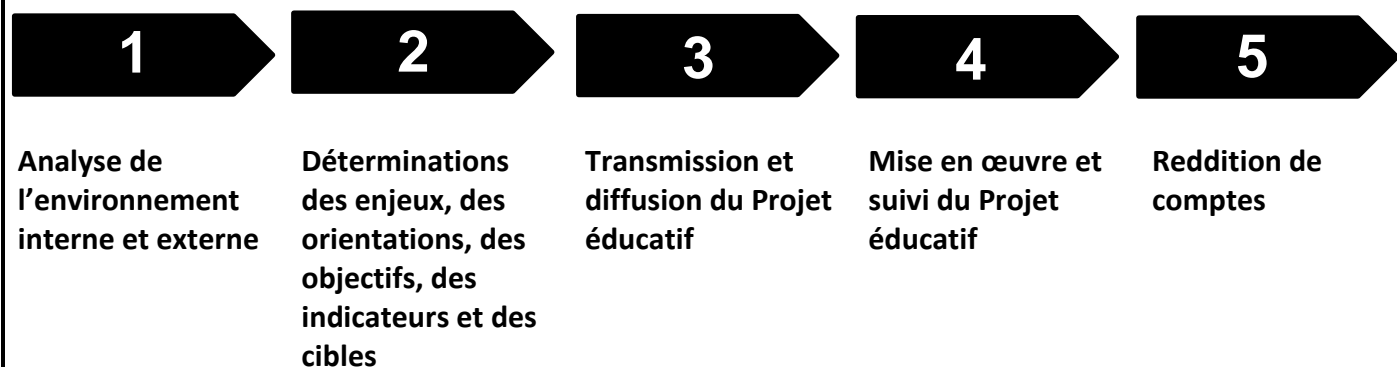 1
2
3
4
5
Analyse de
l’environnement
interne et externe
Déterminations
des enjeux, des
orientations, des
objectifs, des
indicateurs et des
cibles
Transmission et
diffusion du Projet
éducatif
Mise en œuvre et
suivi du Projet
éducatif
Reddition de
comptes